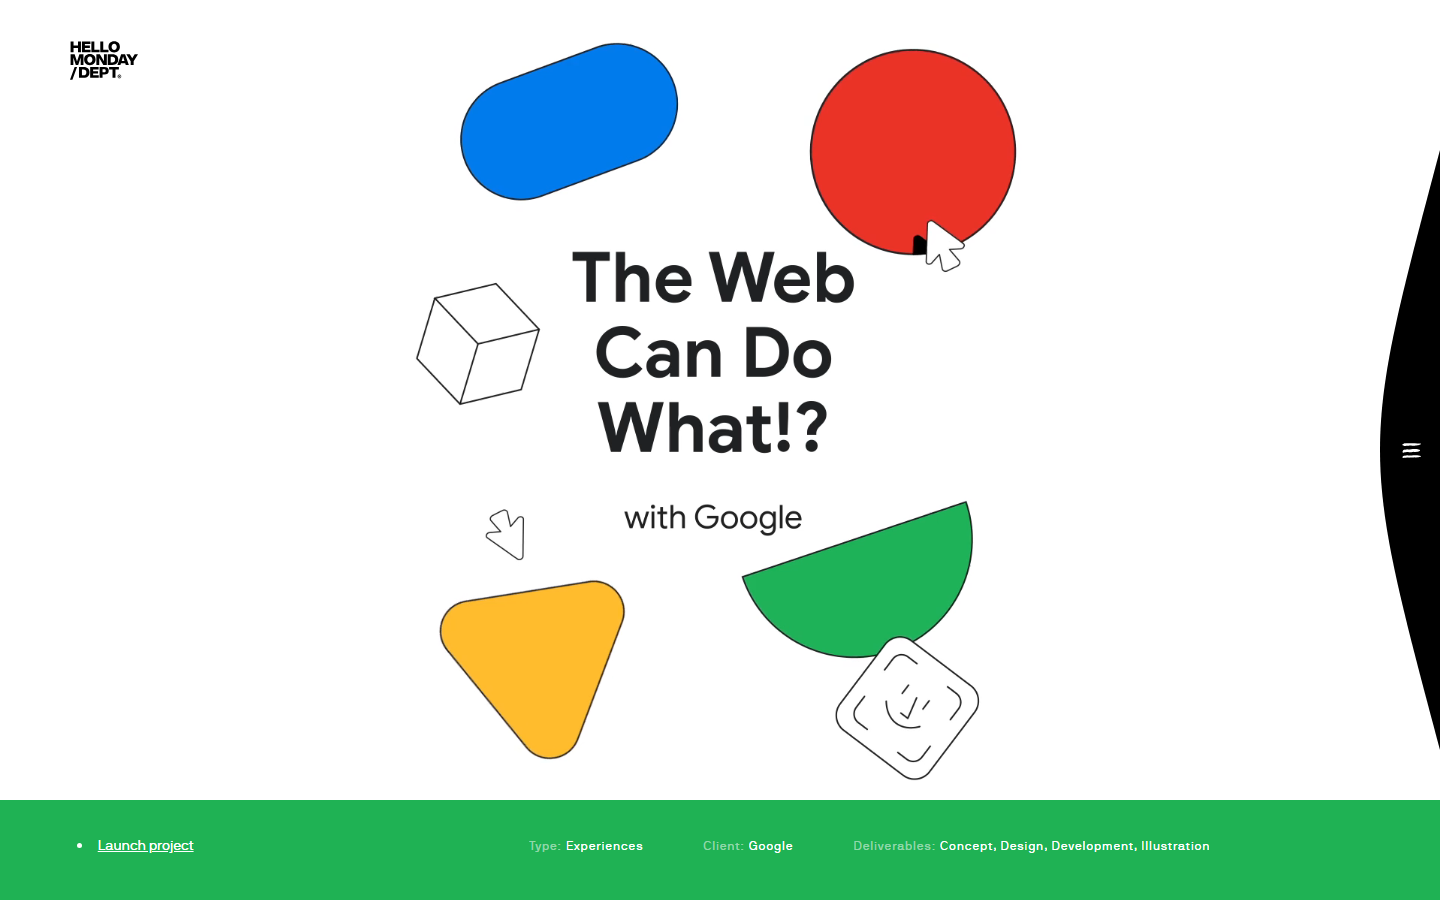 HELLO
MONDAY
/DEPT.®
The Web
Can Do
What!?
with Google
Launch project
Type: Experiences
Client: Google
Deliverables: Concept, Design, Development, Illustration